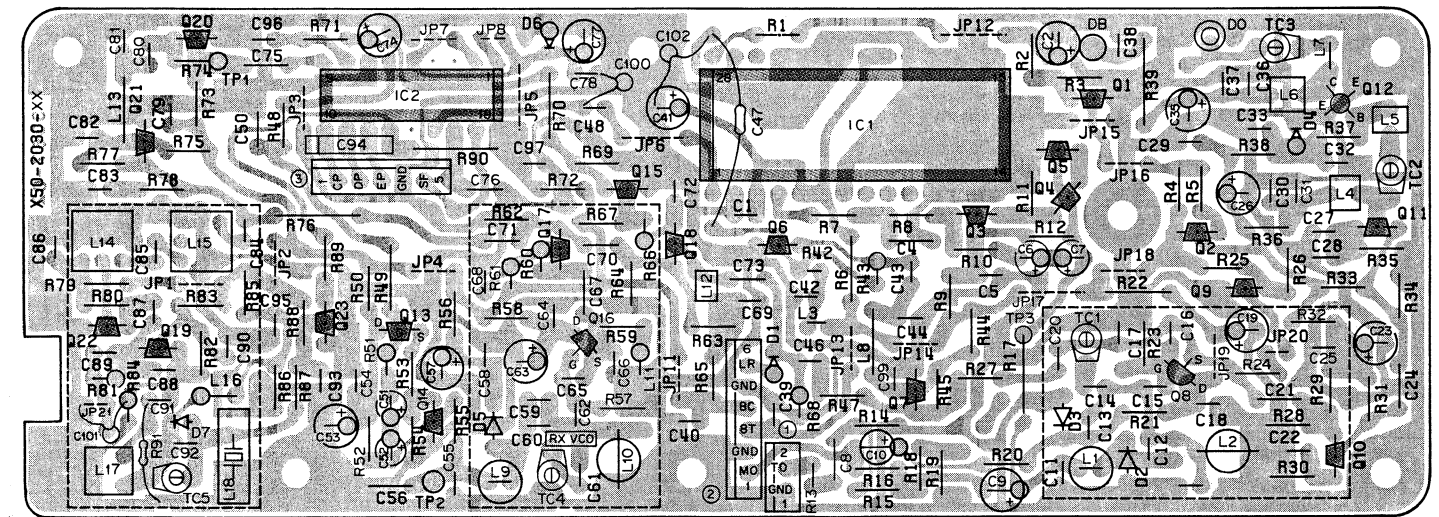 X50-2030-XX
C81
C80
Q20
C96
R71
C74
JP7
JP8
D6
C77
C102
R1
JP12
C2
DB
C38
DO
TC3
L7
R74
TP1
C75
C78
C100
R2
R3
Q1
R39
C37
C36
L6
C
E
E
B
Q12
L13
Q21
C79
R73
JP3
IC2
JP5
R70
C41
28
C47
IC1
JP15
C35
C33
D4
R37
L5
C82
R75
C50
R48
C94
R90
C97
C48
R69
JP6
Q5
C29
R38
C32
R77
C83
R78
3
CP
DP
EP
GND
SF
5
C76
R72
Q15
C72
R11
Q4
JP16
R4
R5
C26
C30
C31
L4
TC2
C86
L14
C85
L15
C84
R76
JP2
R89
R62
C71
Q17
R67
C1
R7
R8
Q3
R12
Q2
R36
C27
C28
Q11
R79
JP1
R80
R83
R85
C95
R50
R49
JP4
C68
R61
R60
C70
R66
Q18
C73
Q6
R42
R6
R43
C4
C43
R10
C6
C7
JP18
R25
R26
R33
R35
C87
Q19
R88
Q23
D
Q13
S
R56
R58
C64
C67
R64
D
Q16
G
S
L12
C69
C42
L3
C5
R9
JP17
R22
Q9
R34
Q22
C89
R82
C90
R51
R53
C57
C58
C63
R59
C66
L11
JP11
R63
D1
C46
JP13
L8
C44
JP14
R44
TP3
R17
C20
TC1
C17
R23
C16
C19
JP20
R32
C23
R81
R84
C88
L16
R86
R87
C93
C54
C51
Q14
C65
R57
R65
6
LR
GND
BC
8T
GND
MO
1
C39
R68
C99
R47
R45
R27
G
S
D
Q8
JP19
R24
C25
C21
R29
R31
C24
JP21
C101
C91
D7
C53
R54
R55
D5
C59
C62
C40
1
R14
D3
C13
C15
C14
R21
C18
R28
R91
C92
R52
C52
C55
C60
RX VCO
2
TO
GND
1
C8
C10
R18
R19
R20
C12
L2
C22
Q10
L17
TC5
L18
C56
TP2
L9
TC4
L10
C61
2
R13
R16
R15
C9
C11
L1
D2
R30